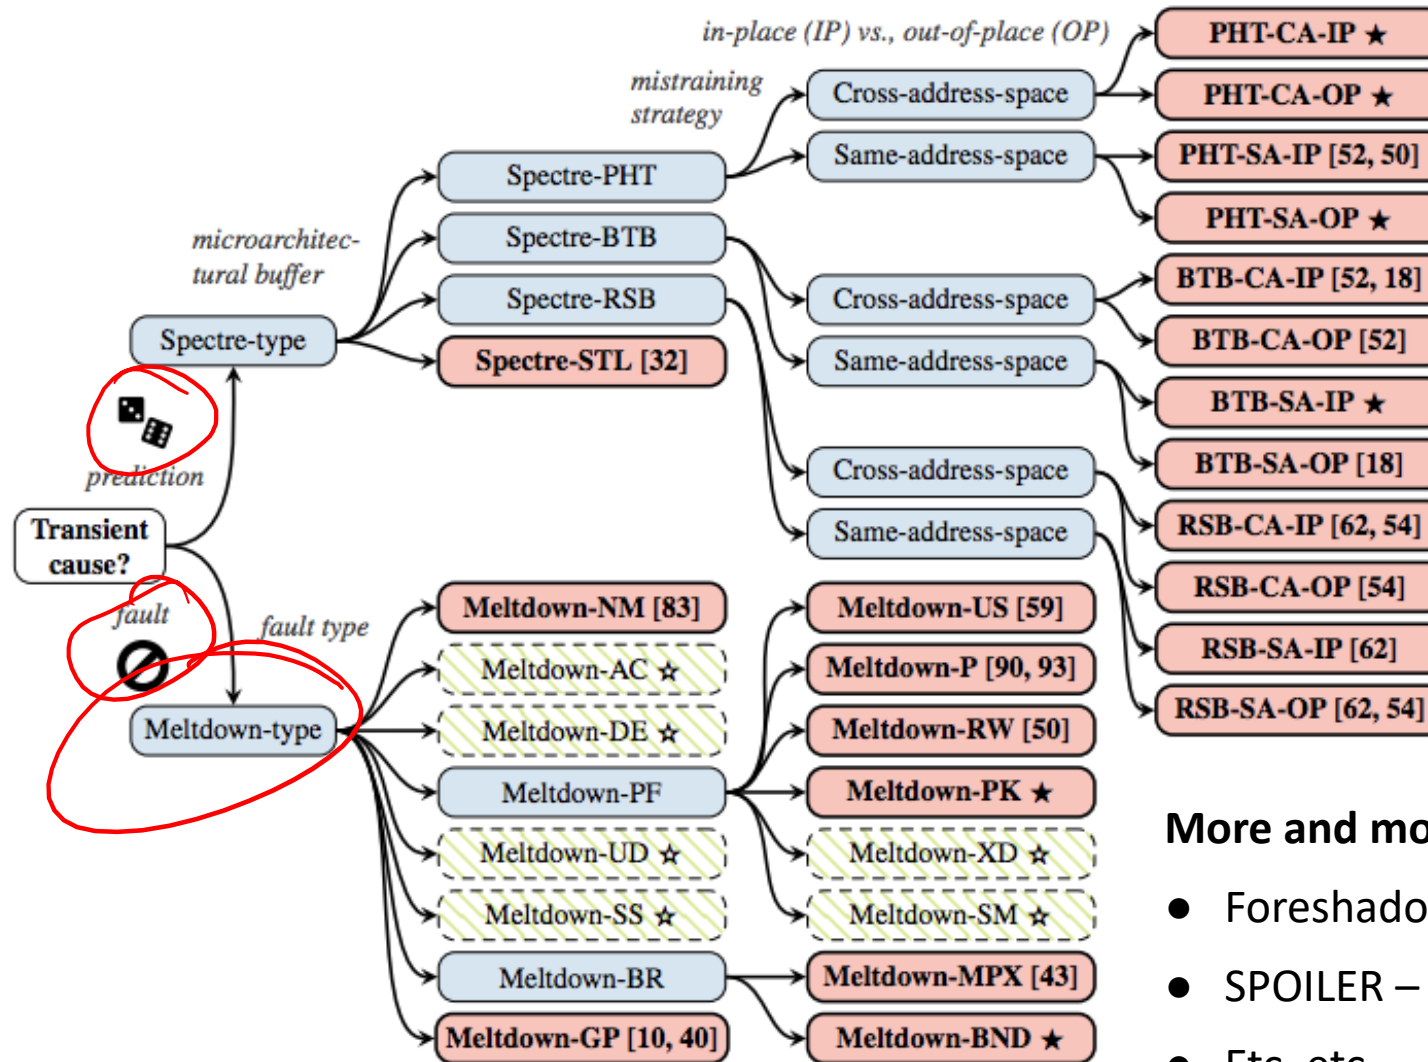 in-place (IP) vs., out-of-place (OP)
PHT-CA-IP ★
mistraining
strategy
Cross-address-space
PHT-CA-OP ★
Same-address-space
PHT-SA-IP [52, 50]
Spectre-PHT
PHT-SA-OP ★
microarchitec-
tural buffer
Spectre-BTB
BTB-CA-IP [52, 18]
Spectre-RSB
Cross-address-space
BTB-CA-OP [52]
Spectre-type
Spectre-STL [32]
Same-address-space
BTB-SA-IP ★
prediction
Cross-address-space
BTB-SA-OP [18]
Transient
cause?
Same-address-space
RSB-CA-IP [62, 54]
RSB-CA-OP [54]
fault
fault type
Meltdown-NM [83]
Meltdown-US [59]
RSB-SA-IP [62]
Meltdown-AC ☆
Meltdown-P [90, 93]
RSB-SA-OP [62, 54]
Meltdown-type
Meltdown-DE ☆
Meltdown-RW [50]
Meltdown-PF
Meltdown-PK ★
More and mo
Meltdown-UD ☆
Meltdown-XD ☆
● Foreshado
Meltdown-SS ☆
Meltdown-SM ☆
Meltdown-BR
Meltdown-MPX [43]
● SPOILER –
Meltdown-GP [10, 40]
Meltdown-BND ★